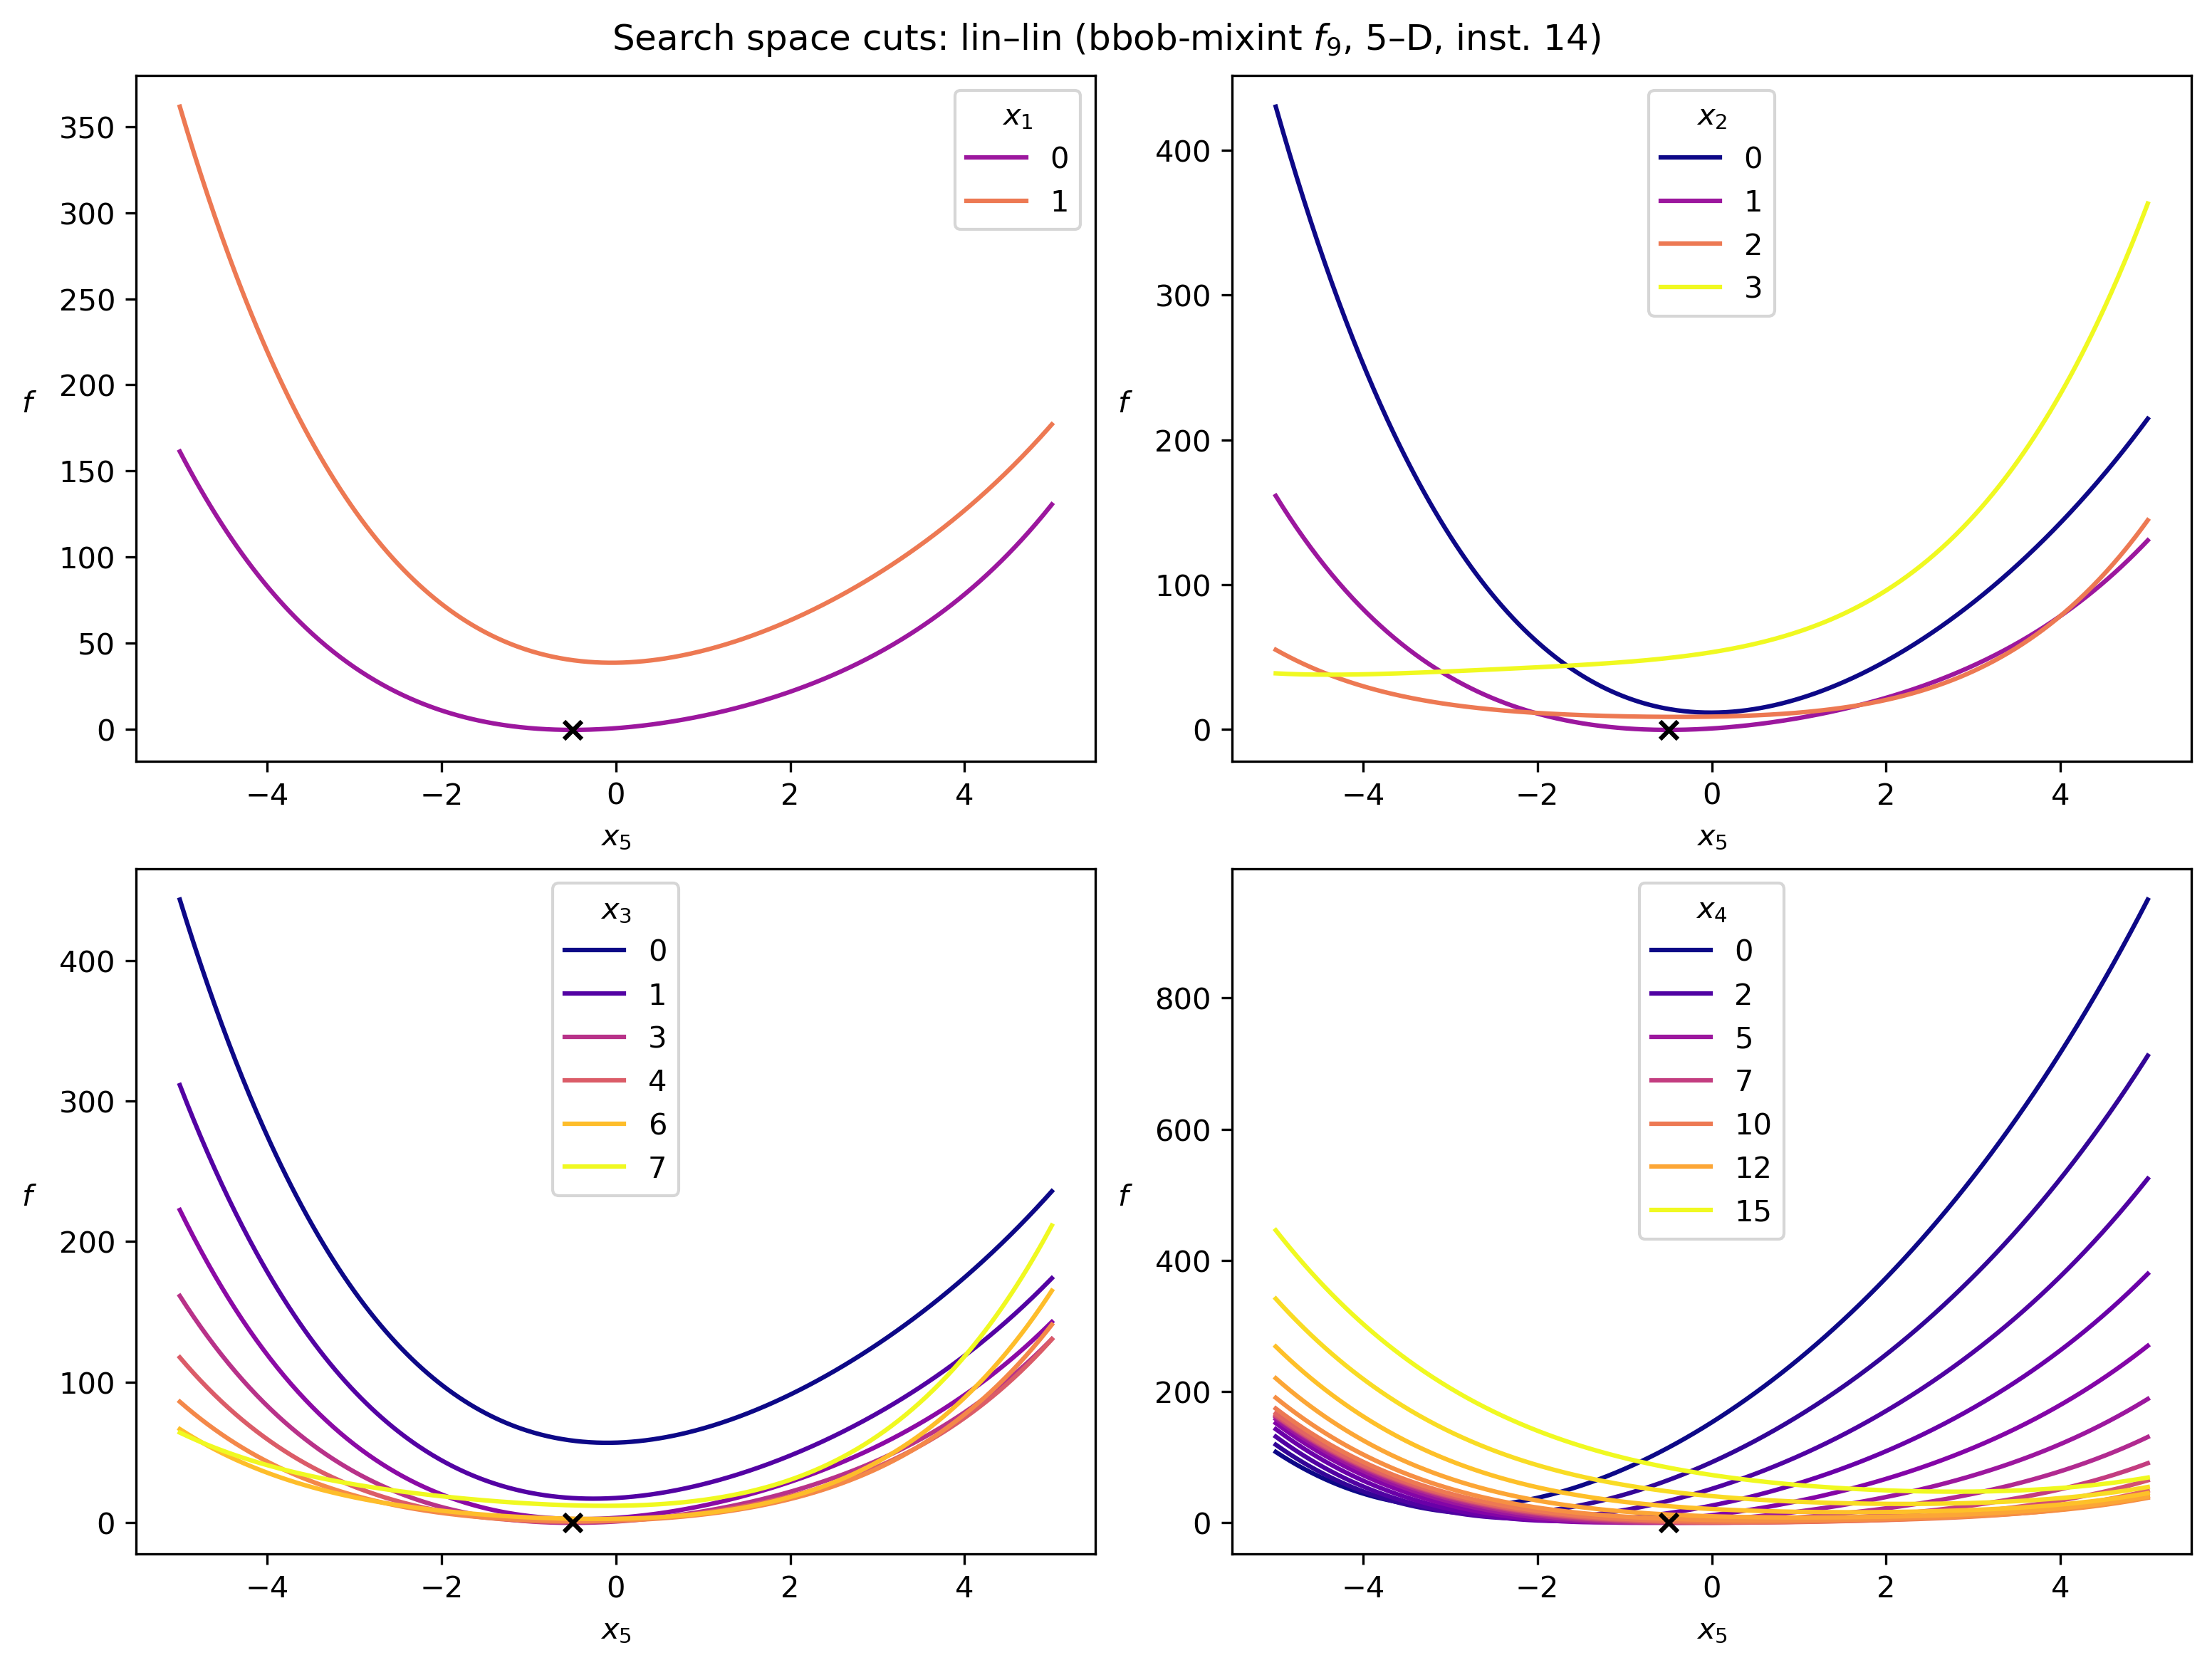 Search space cuts: lin–lin (bbob-mixint f₉, 5–D, inst. 14)
350
300
250
200
150
100
50
0
f
−4 −2 0 2 4
x₅
x₁
0
1
400
300
200
100
0
f
−4 −2 0 2 4
x₅
x₂
0
1
2
3
400
300
200
100
0
f
−4 −2 0 2 4
x₅
x₃
0
1
3
4
6
7
800
600
400
200
0
f
−4 −2 0 2 4
x₅
x₄
0
2
5
7
10
12
15